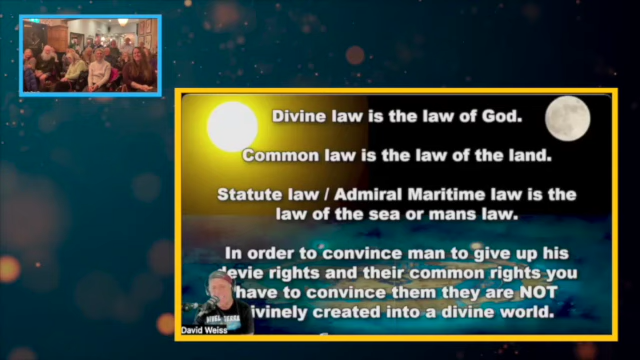 Divine law is the law of God.
Common law is the law of the land.
Statute law / Admiral Maritime law is the
law of the sea or mans law.
In order to convince man to give up his
devie rights and their common rights you
have to convince them they are NOT
divinely created into a divine world.
David Weiss